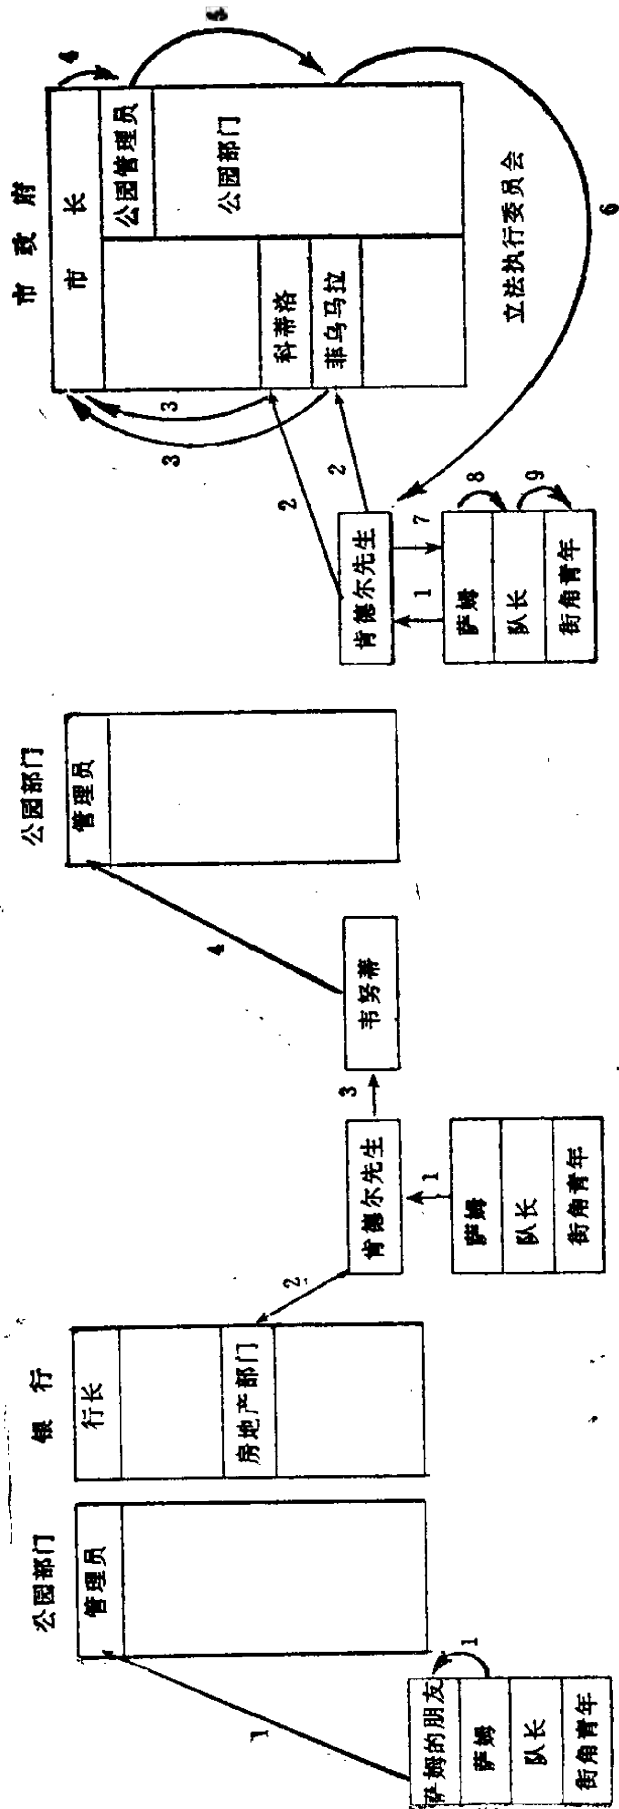 公园部门
管理员
1
萨姆的朋友
1
萨姆
队长
街角青年
银行
行长
房地产部门
2
肯德尔先生
1
萨姆
队长
街角青年
3
韦努蒂
4
公园部门
管理员
市政府
市长
公园管理员
公园部门
科蒂洛
菲乌马拉
立法执行委员会
肯德尔先生
萨姆
队长
街角青年
1
2
2
3
3
4
5
6
7
8
9